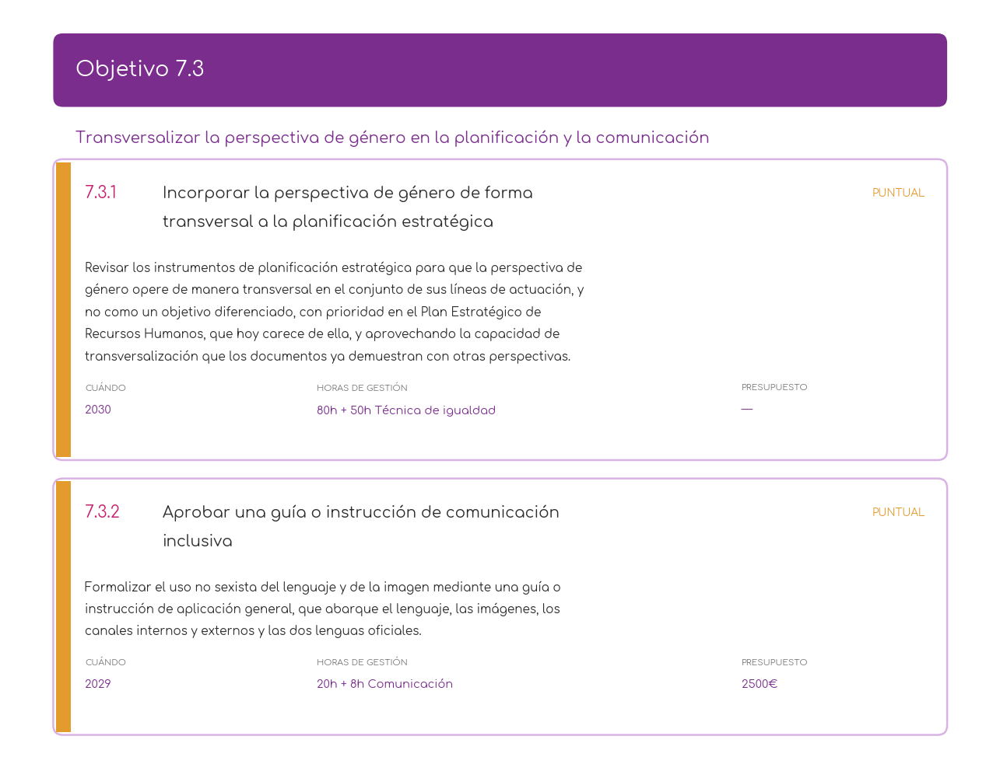 Objetivo 7.3
Transversalizar la perspectiva de género en la planificación y la comunicación
7.3.1
Incorporar la perspectiva de género de forma
transversal a la planificación estratégica
PUNTUAL
Revisar los instrumentos de planificación estratégica para que la perspectiva de
género opere de manera transversal en el conjunto de sus líneas de actuación, y
no como un objetivo diferenciado, con prioridad en el Plan Estratégico de
Recursos Humanos, que hoy carece de ella, y aprovechando la capacidad de
transversalización que los documentos ya demuestran con otras perspectivas.
CUÁNDO
2030
HORAS DE GESTIÓN
80h + 50h Técnica de igualdad
PRESUPUESTO
—
7.3.2
Aprobar una guía o instrucción de comunicación
inclusiva
PUNTUAL
Formalizar el uso no sexista del lenguaje y de la imagen mediante una guía o
instrucción de aplicación general, que abarque el lenguaje, las imágenes, los
canales internos y externos y las dos lenguas oficiales.
CUÁNDO
2029
HORAS DE GESTIÓN
20h + 8h Comunicación
PRESUPUESTO
2500€